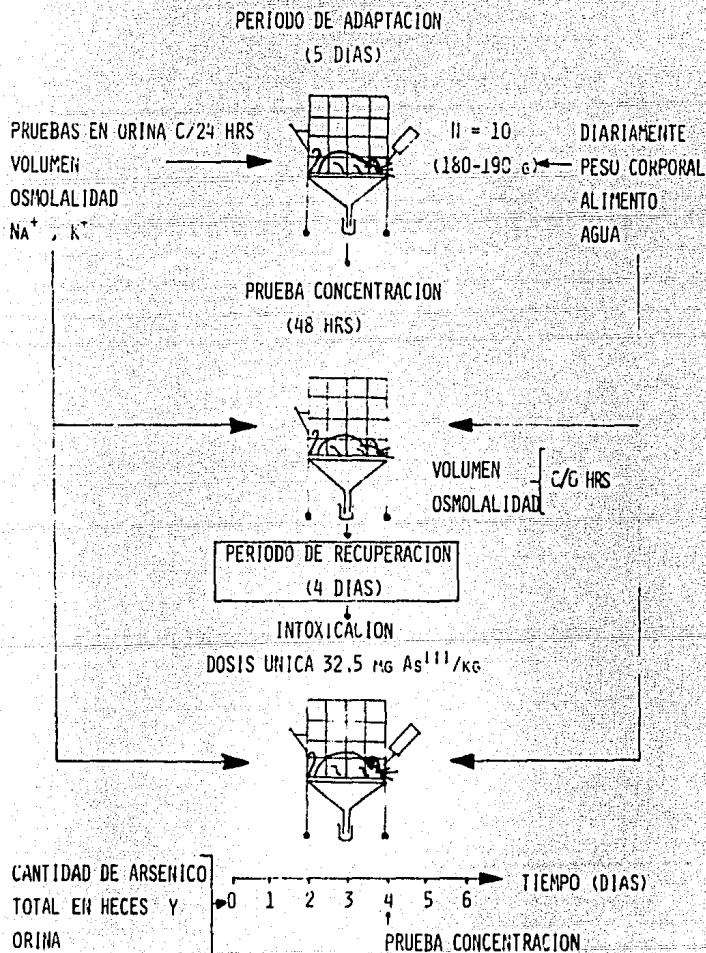 PERIODO DE ADAPTACION
(5 DIAS)
PRUEBAS EN ORINA C/24 HRS
VOLUMEN
OSMOLALIDAD
NA⁺ , K⁺
N = 10
(180-190 G)
DIARIAMENTE
PESO CORPORAL
ALIMENTO
AGUA
PRUEBA CONCENTRACION
(48 HRS)
VOLUMEN
OSMOLALIDAD
C/6 HRS
PERIODO DE RECUPERACION
(4 DIAS)
INTOXICACION
DOSIS UNICA 32.5 MG AS^III/KG
CANTIDAD DE ARSENICO
TOTAL EN HECES Y
ORINA
0 1 2 3 4 5 6
TIEMPO (DIAS)
PRUEBA CONCENTRACION